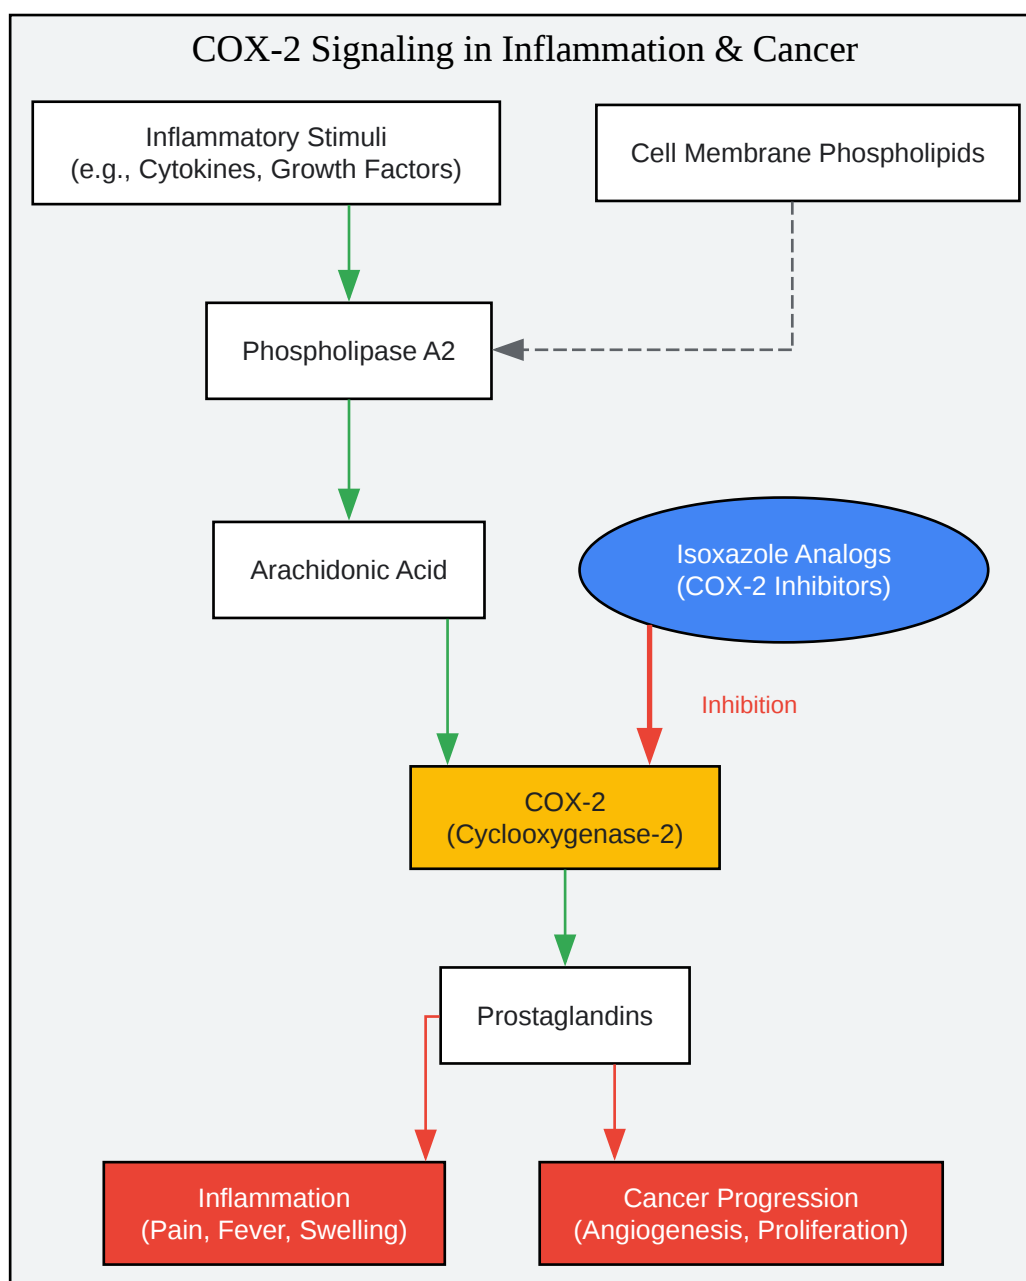 COX-2 Signaling in Inflammation & Cancer
Inflammatory Stimuli
(e.g., Cytokines, Growth Factors)
Cell Membrane Phospholipids
Phospholipase A2
Arachidonic Acid
Isoxazole Analogs
(COX-2 Inhibitors)
Inhibition
COX-2
(Cyclooxygenase-2)
Prostaglandins
Inflammation
(Pain, Fever, Swelling)
Cancer Progression
(Angiogenesis, Proliferation)